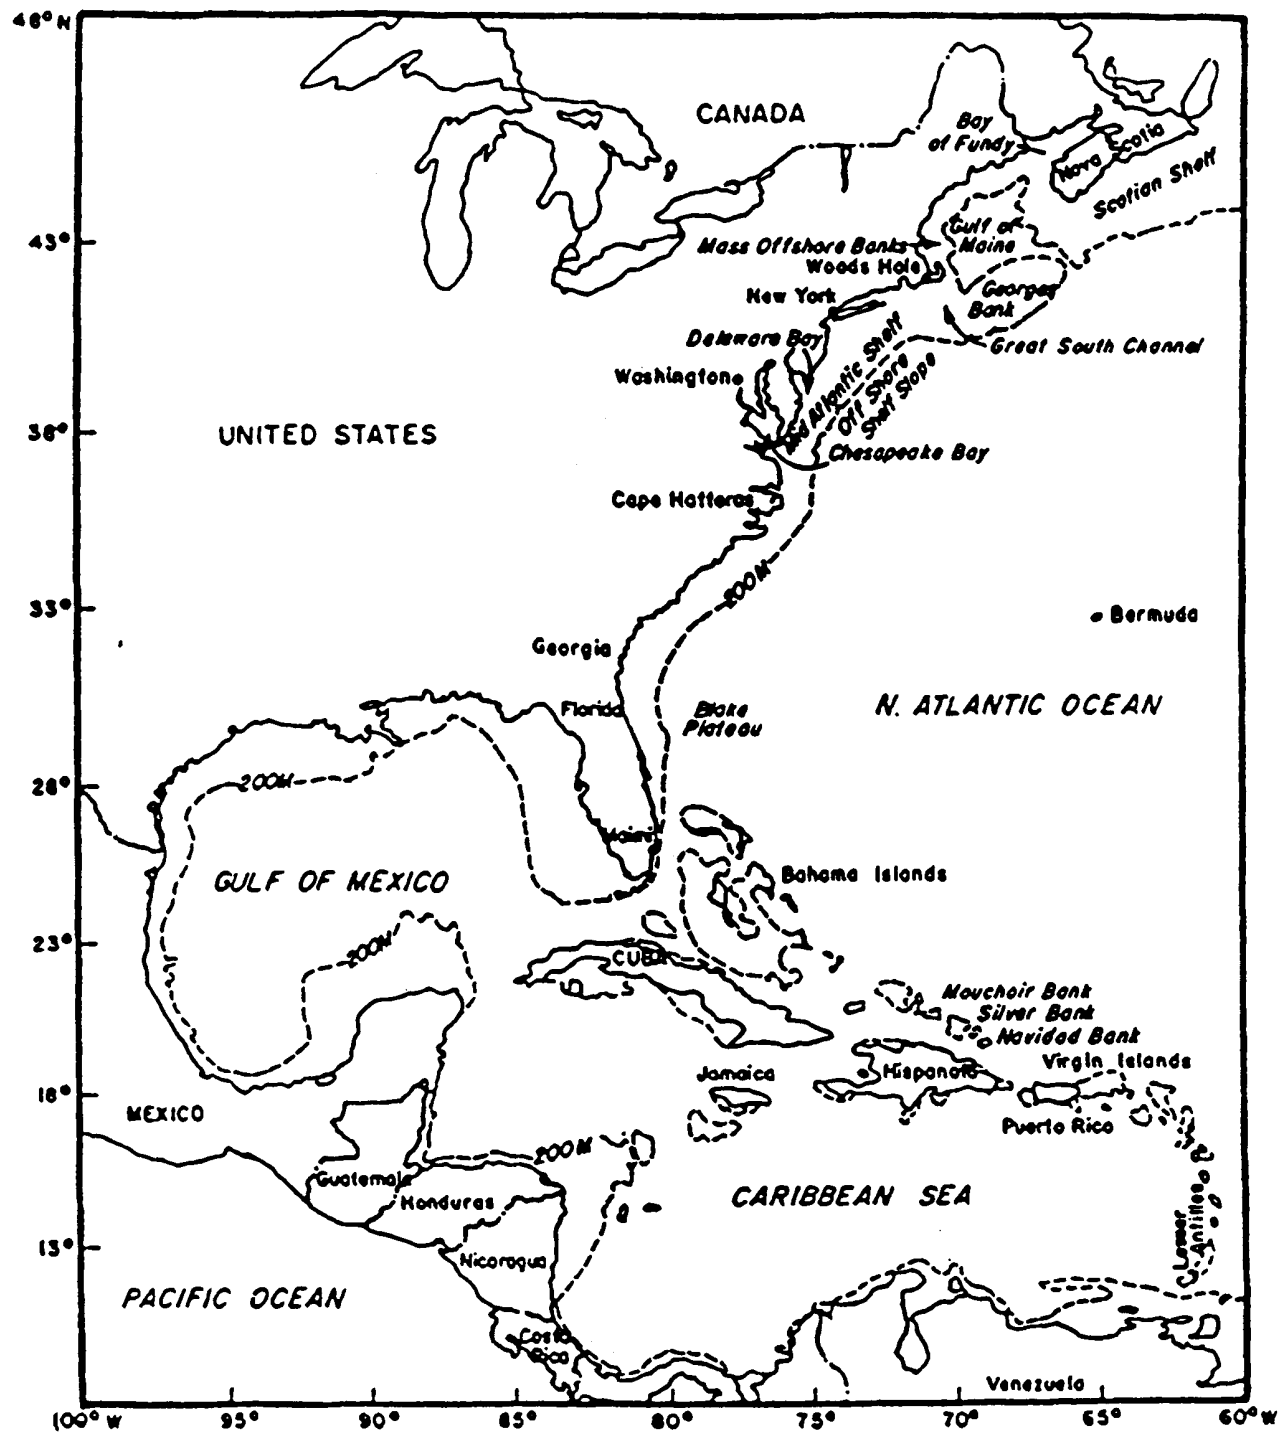 48° N
CANADA
Bay
of Fundy
Nova Scotia
Scotian Shelf
43°
Mass Offshore Banks
Gulf of
Maine
Woods Hole
New York
Georges
Bank
Delaware Bay
Great South Channel
Washington
Mid Atlantic Shelf
Off Shore
Shelf Slope
38°
UNITED STATES
Chesapeake Bay
Cape Hatteras
200M
33°
Bermuda
Georgia
N. ATLANTIC OCEAN
Florida
Blake
Plateau
28°
200M
Miami
GULF OF MEXICO
Bahama Islands
23°
200M
CUBA
Mouchoir Bank
Silver Bank
Navidad Bank
Virgin Islands
Jamaica
Hispanola
18°
MEXICO
Puerto Rico
200M
Guatemala
Honduras
CARIBBEAN SEA
Lesser
Antilles
13°
Nicaragua
PACIFIC OCEAN
Costa
Rica
Venezuela
100° W
95°
90°
85°
80°
75°
70°
65°
60° W